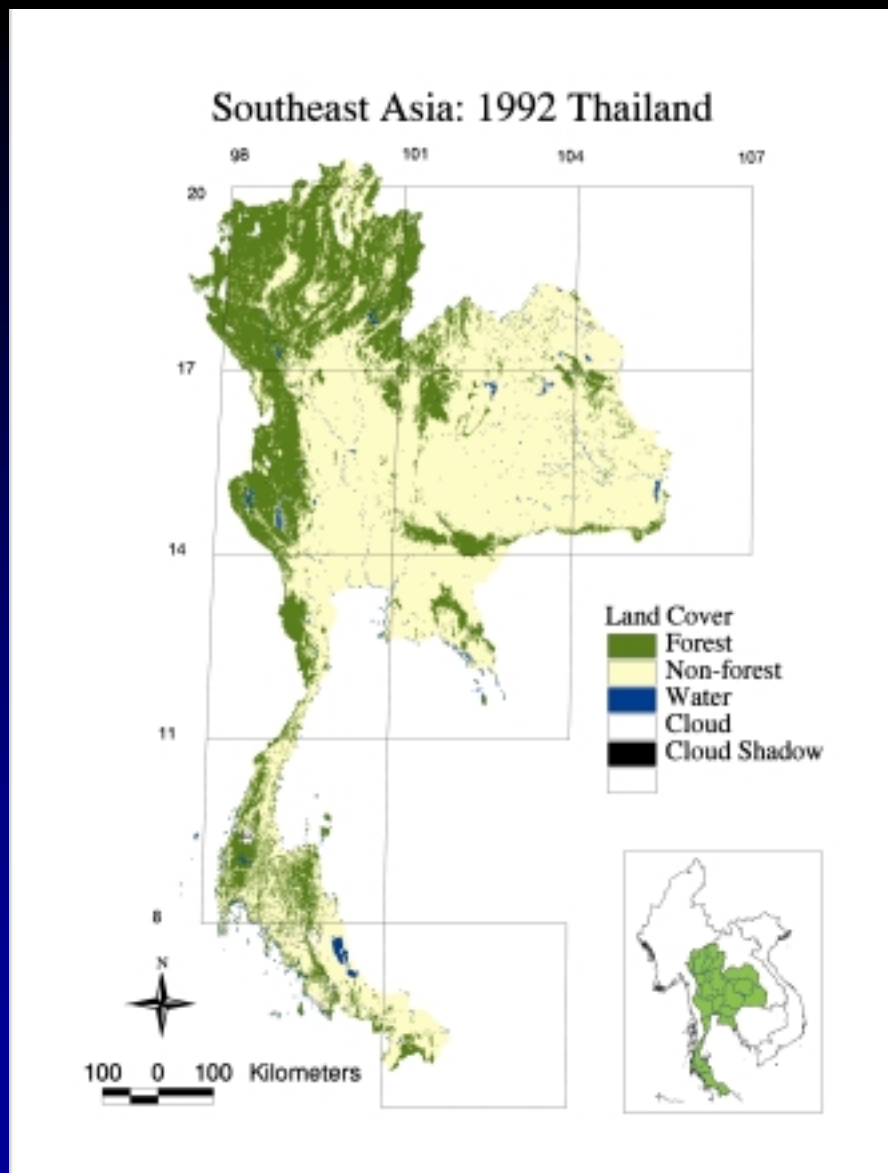 Southeast Asia: 1992 Thailand
98 101 104 107
20
17
14
11
8
Land Cover
Forest
Non-forest
Water
Cloud
Cloud Shadow
N
100 0 100 Kilometers